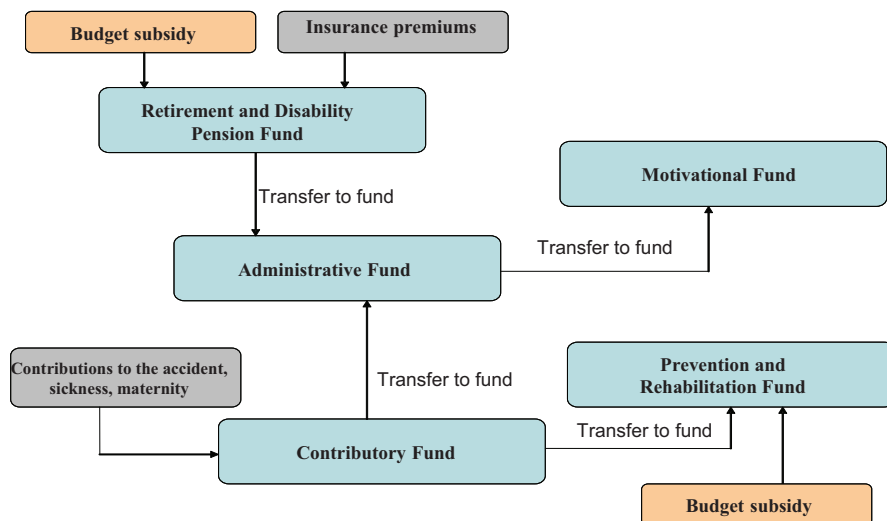 Budget subsidy
Insurance premiums
Retirement and Disability
Pension Fund
Transfer to fund
Motivational Fund
Administrative Fund
Transfer to fund
Contributions to the accident,
sickness, maternity
Transfer to fund
Prevention and
Rehabilitation Fund
Contributory Fund
Transfer to fund
Budget subsidy